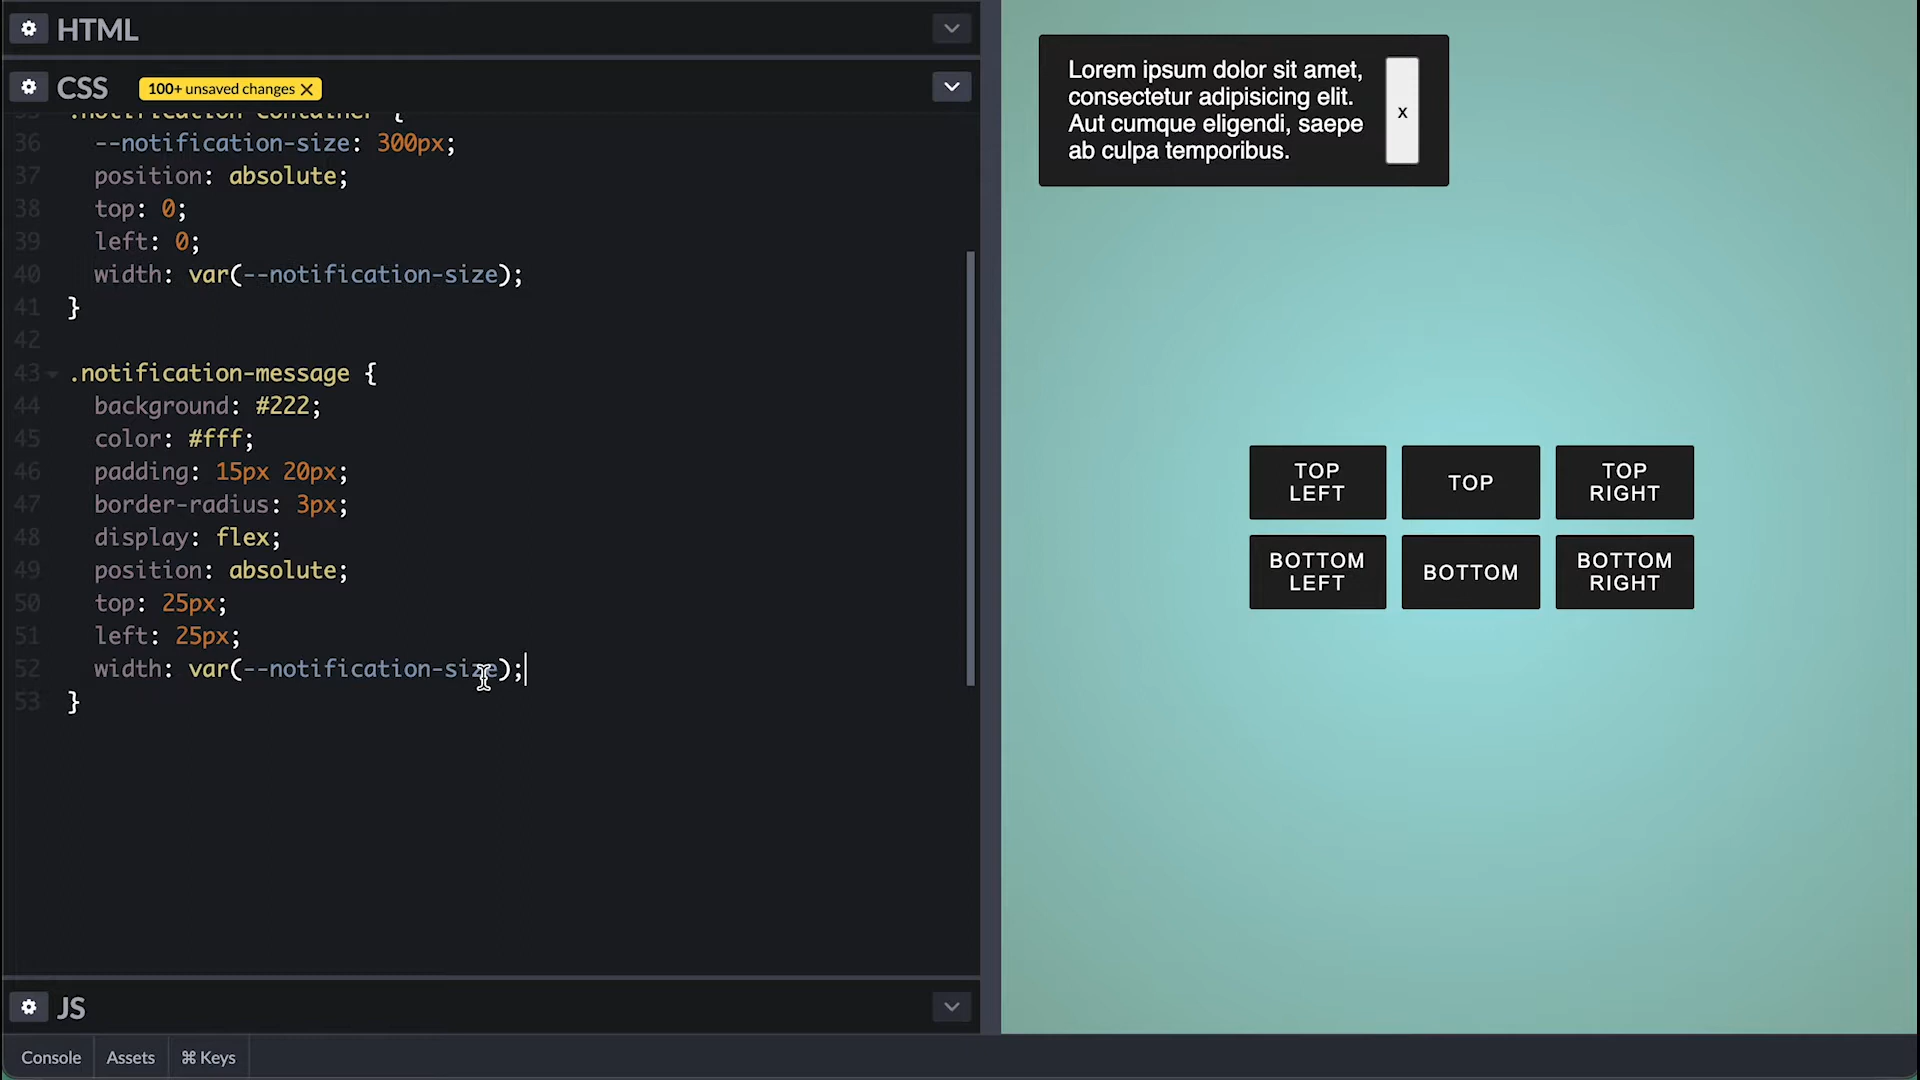 HTML
CSS
100+ unsaved changes X
.notification-container {
36 --notification-size: 300px;
37 position: absolute;
38 top: 0;
39 left: 0;
40 width: var(--notification-size);
41 }
42
43 .notification-message {
44 background: #222;
45 color: #fff;
46 padding: 15px 20px;
47 border-radius: 3px;
48 display: flex;
49 position: absolute;
50 top: 25px;
51 left: 25px;
52 width: var(--notification-size);
53 }
JS
Console Assets ⌘ Keys
Lorem ipsum dolor sit amet,
consectetur adipisicing elit.
Aut cumque eligendi, saepe
ab culpa temporibus.
x
TOP
LEFT
TOP
TOP
RIGHT
BOTTOM
LEFT
BOTTOM
BOTTOM
RIGHT